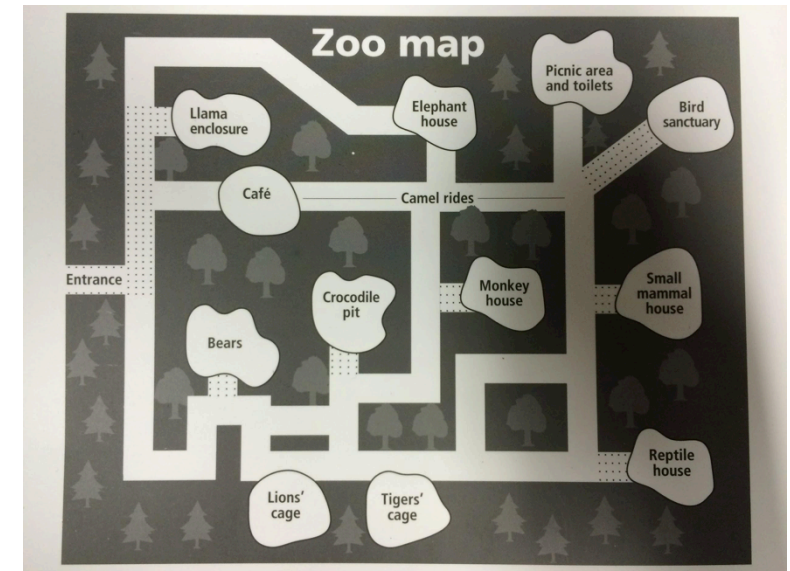 Zoo map
Picnic area
and toilets
Llama
enclosure
Elephant
house
Bird
sanctuary
Café
Camel rides
Entrance
Crocodile
pit
Monkey
house
Small
mammal
house
Bears
Reptile
house
Lions'
cage
Tigers'
cage